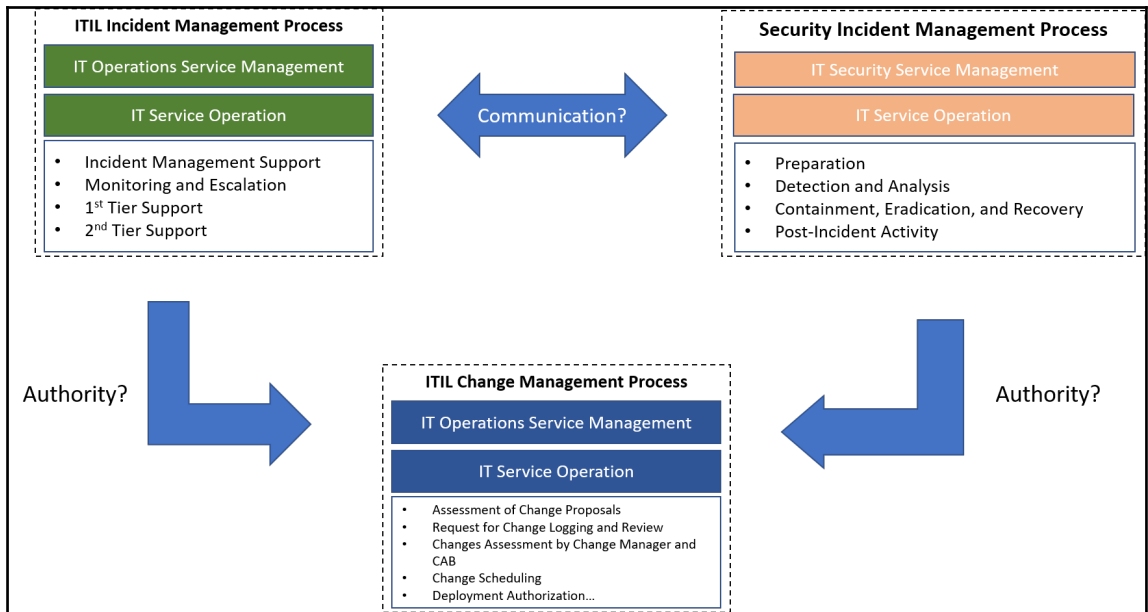 ITIL Incident Management Process
IT Operations Service Management
IT Service Operation
• Incident Management Support
• Monitoring and Escalation
• 1st Tier Support
• 2nd Tier Support
Communication?
Security Incident Management Process
IT Security Service Management
IT Service Operation
• Preparation
• Detection and Analysis
• Containment, Eradication, and Recovery
• Post-Incident Activity
Authority?
Authority?
ITIL Change Management Process
IT Operations Service Management
IT Service Operation
• Assessment of Change Proposals
• Request for Change Logging and Review
• Changes Assessment by Change Manager and
CAB
• Change Scheduling
• Deployment Authorization…